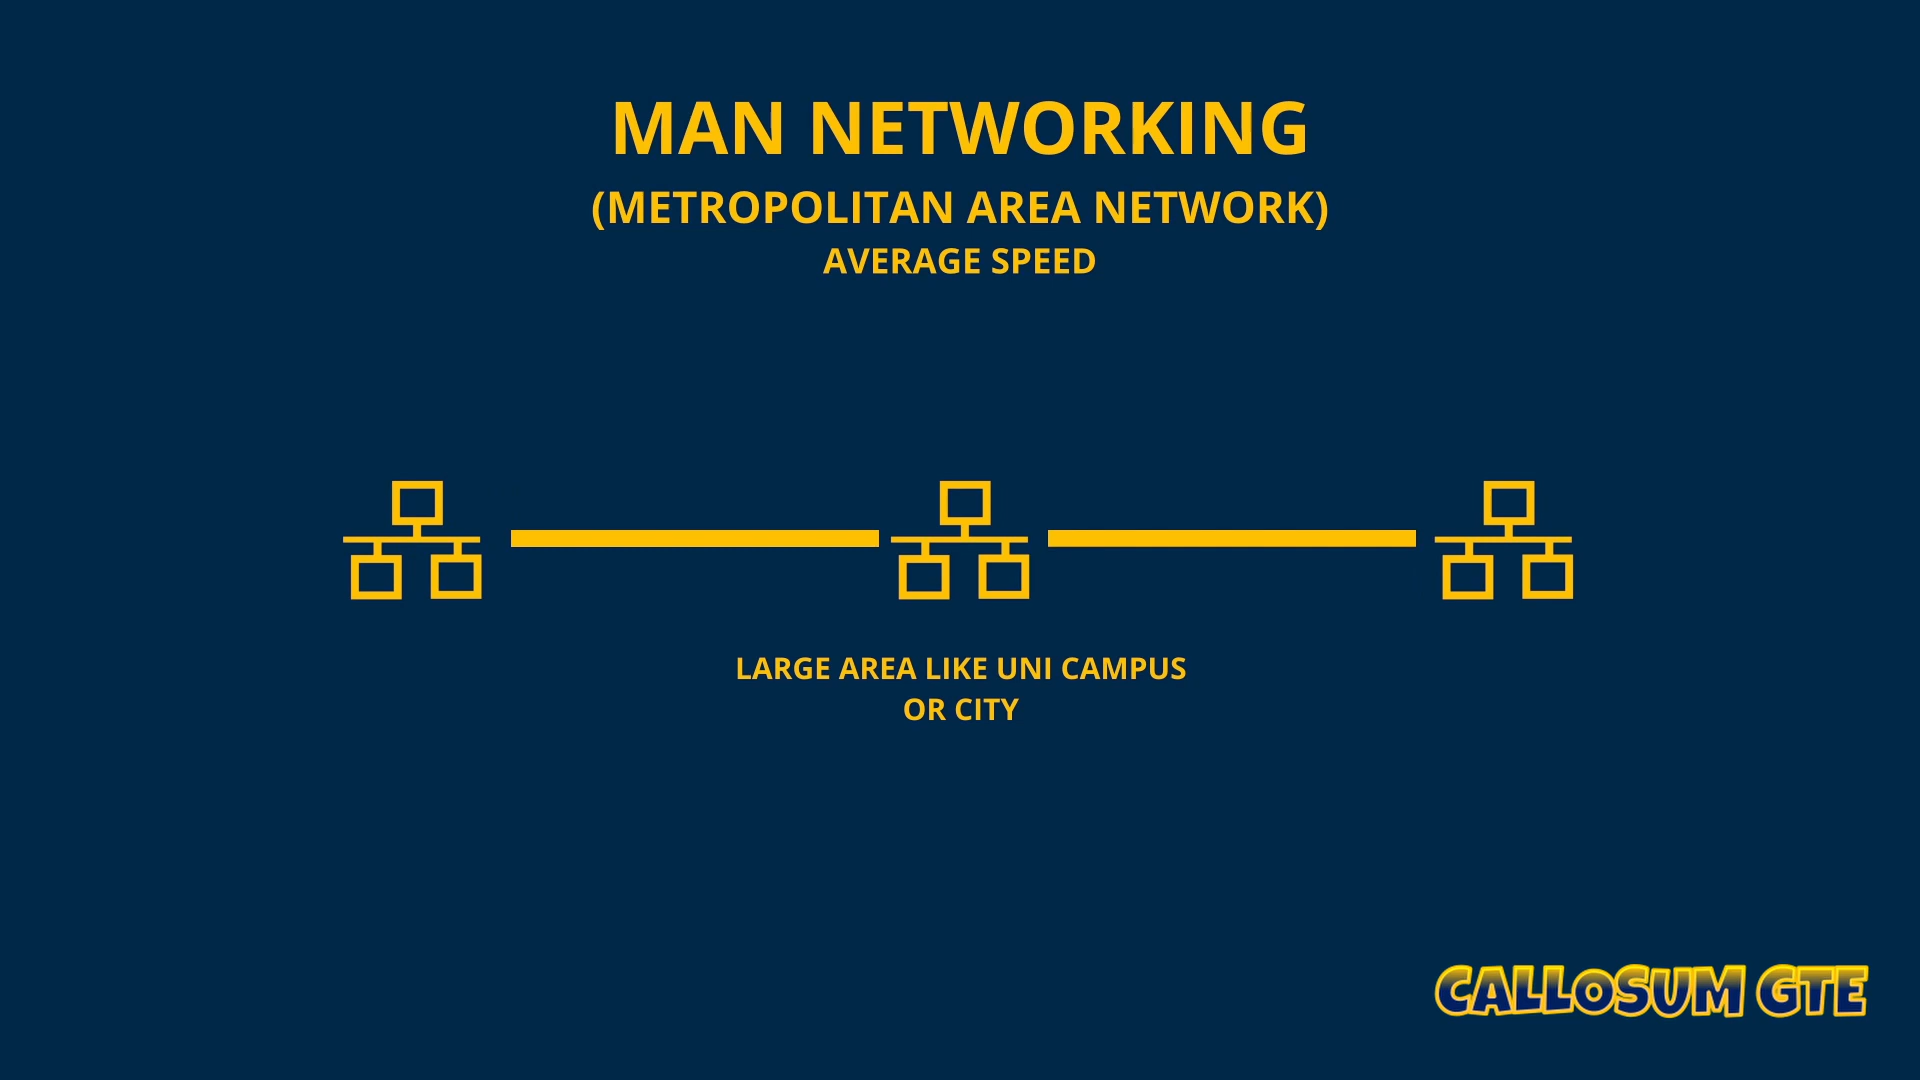 MAN NETWORKING
(METROPOLITAN AREA NETWORK)
AVERAGE SPEED
LARGE AREA LIKE UNI CAMPUS
OR CITY
CALLOSUM GTE